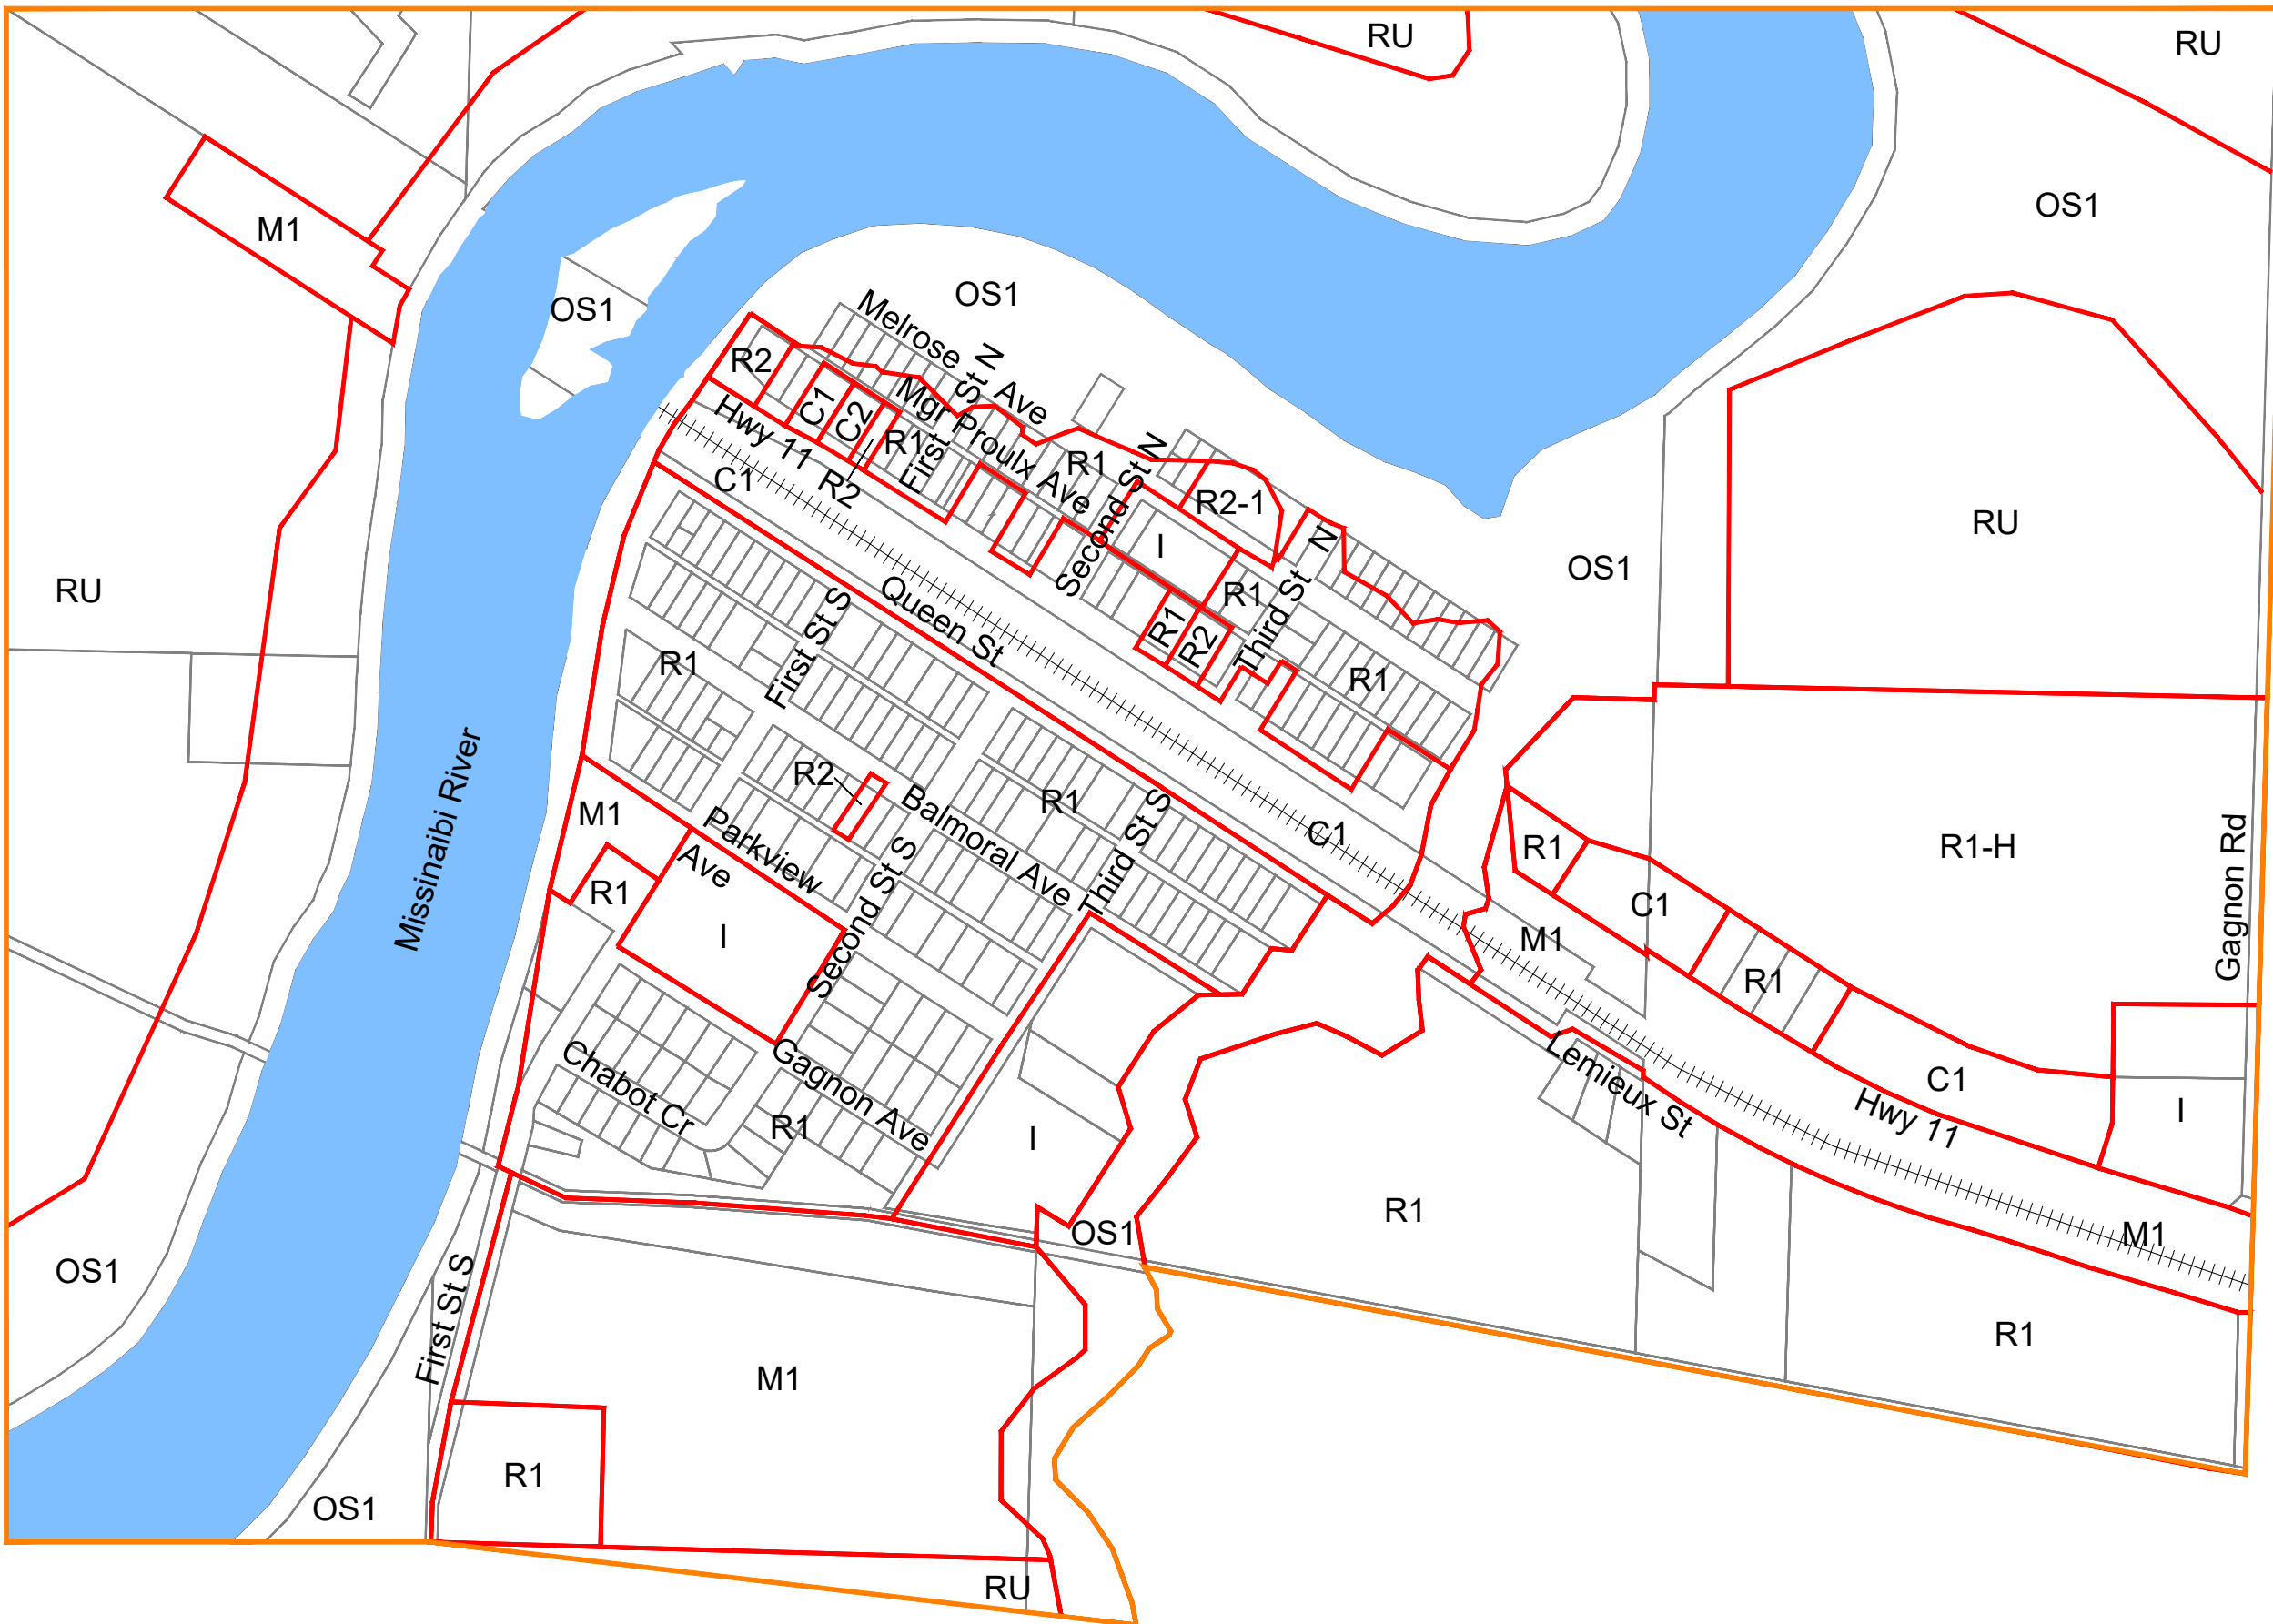 RU
RU
OS1
M1
OS1
OS1
Melrose Ave
R2
C1
C2
Mgr Proulx Ave
First St N
R1
Hwy 11
R2
C1
R1
Second St N
R2-1
I
Third St N
RU
OS1
RU
R1
R1
R2
Queen St
First St S
R1
R1
Missinaibi River
R2
Balmoral Ave
R1
Third St S
C1
M1
Parkview Ave
R1
I
Second St S
R1
R1-H
C1
Gagnon Rd
M1
R1
Chabot Cr
Gagnon Ave
R1
I
Lemieux St
Hwy 11
C1
I
OS1
R1
M1
OS1
First St S
M1
R1
R1
OS1
RU